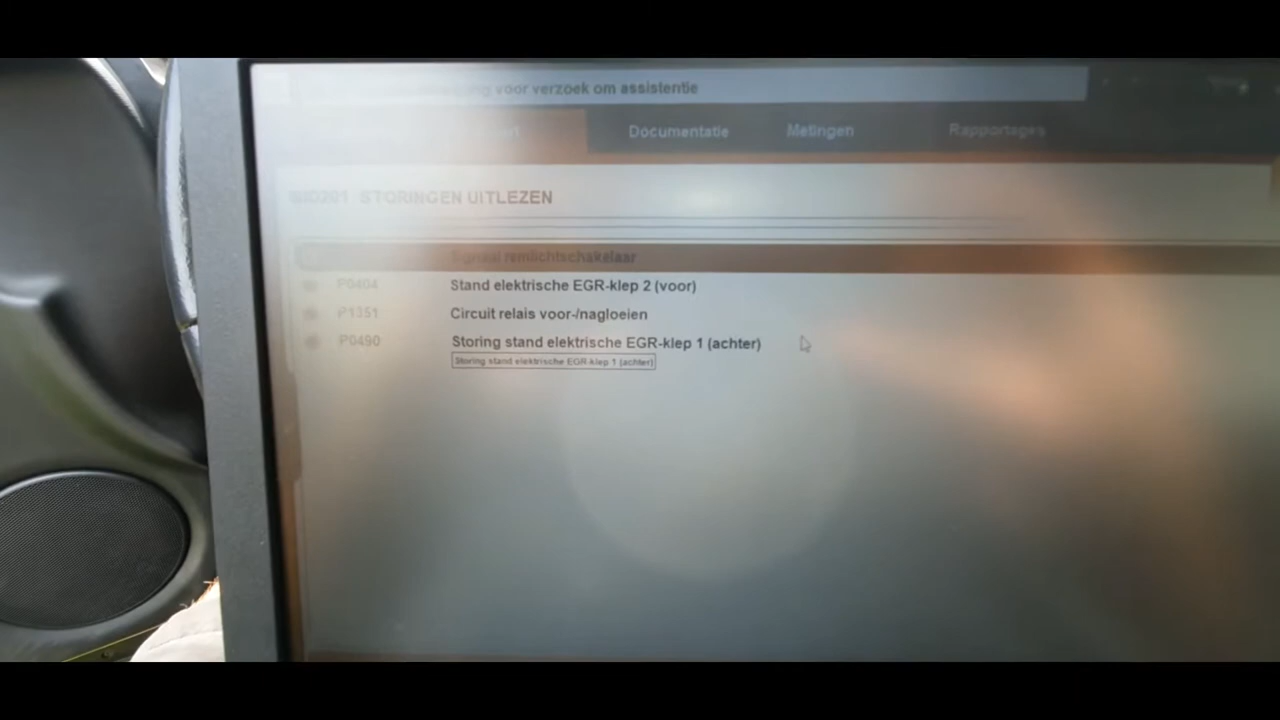 voor verzoek om assistentie
Documentatie Metingen Rapportages
STORINGEN UITLEZEN
Signaal remlichtschakelaar
P0404 Stand elektrische EGR-klep 2 (voor)
P1351 Circuit relais voor-/nagloeien
P0490 Storing stand elektrische EGR-klep 1 (achter)
Storing stand elektrische EGR-klep 1 (achter)